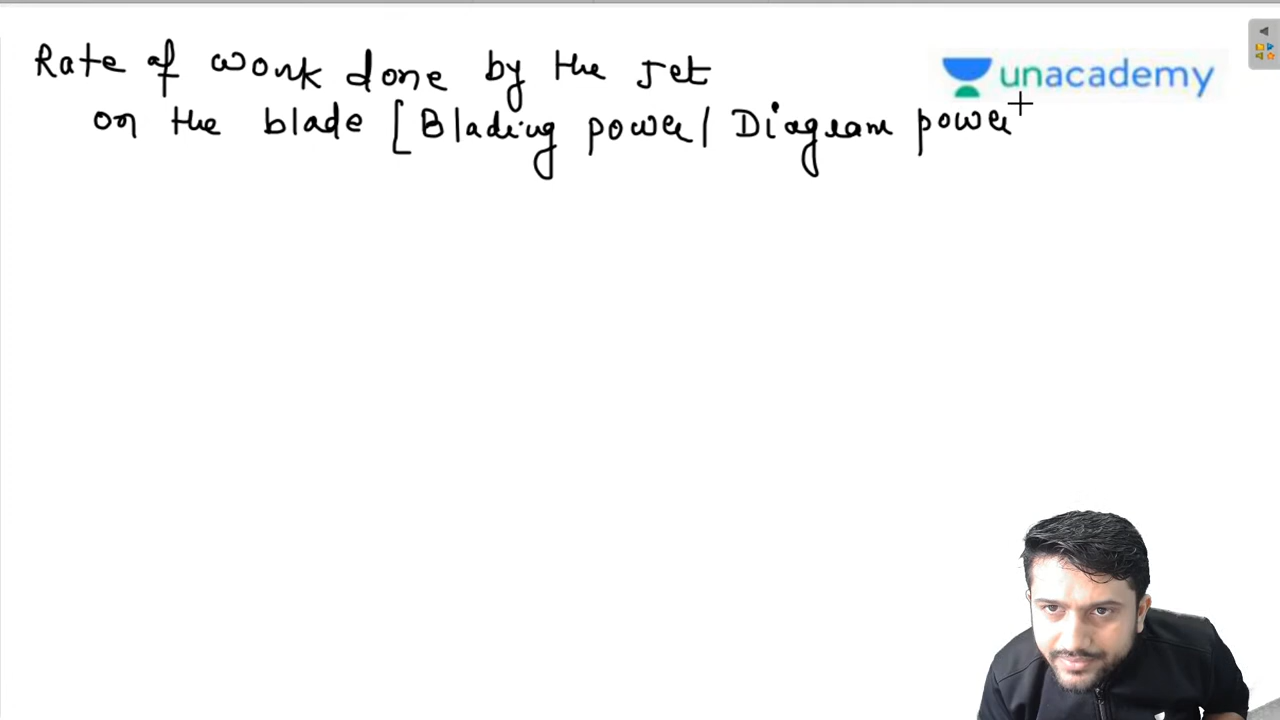 Rate of work done by the jet
unacademy
on the blade [Blading power/ Diagram power